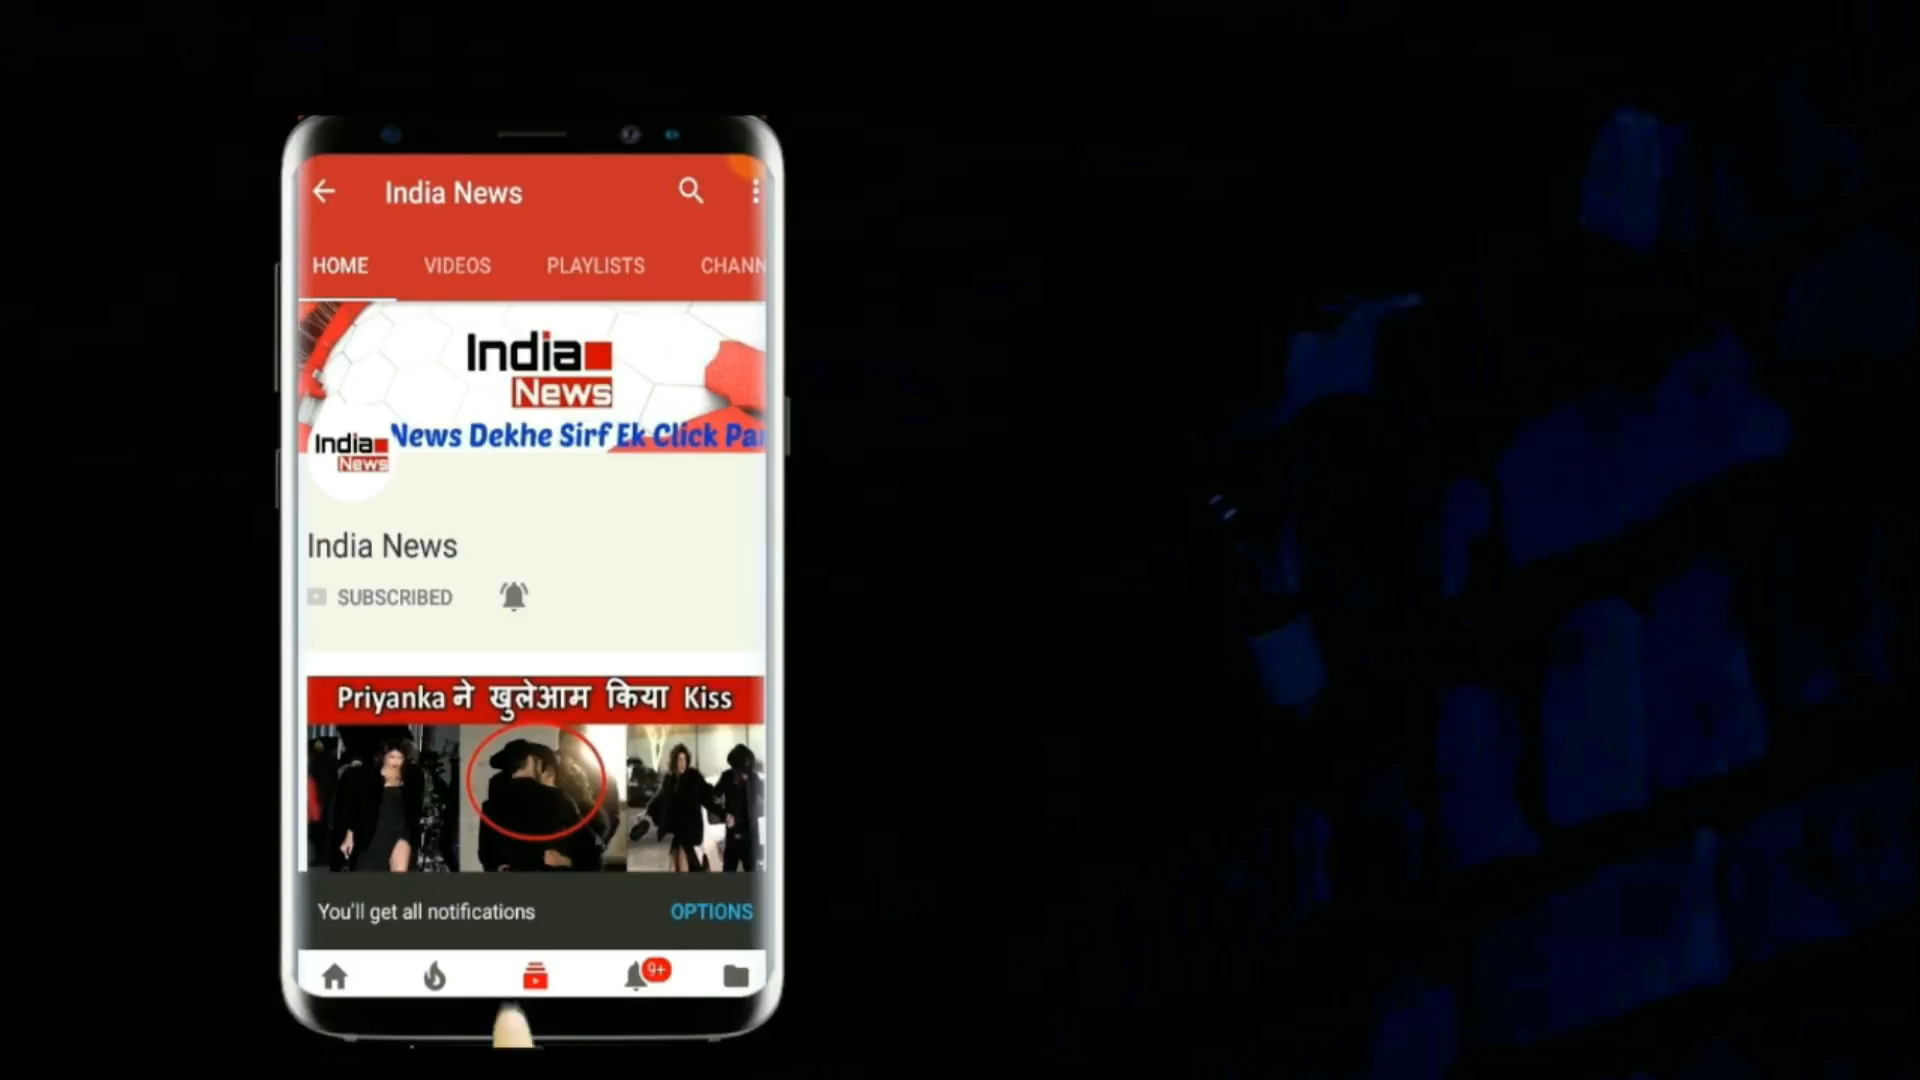 India News
HOME VIDEOS PLAYLISTS CHANN
India
News
News Dekhe Sirf Ek Click Par
India
News
India News
SUBSCRIBED
Priyanka ने खुलेआम किया Kiss
You'll get all notifications OPTIONS
9+